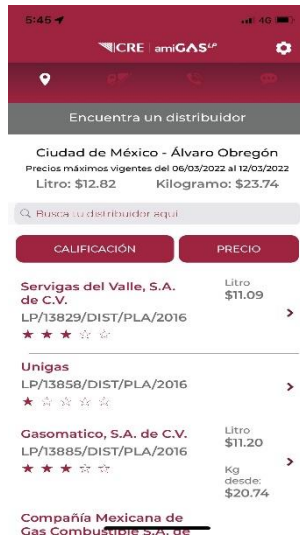 5:45
4G
CRE amiGASLP
Encuentra un distribuidor
Ciudad de México - Álvaro Obregón
Precios máximos vigentes del 06/03/2022 al 12/03/2022
Litro: $12.82 Kilogramo: $23.74
Busca tu distribuidor aquí
CALIFICACIÓN PRECIO
Servigas del Valle, S.A. de C.V.
LP/13829/DIST/PLA/2016
Litro
$11.09
Unigas
LP/13858/DIST/PLA/2016
Gasomatico, S.A. de C.V.
LP/13885/DIST/PLA/2016
Litro
$11.20
Kg
desde:
$20.74
Compañía Mexicana de
Gas Combustible S.A. de